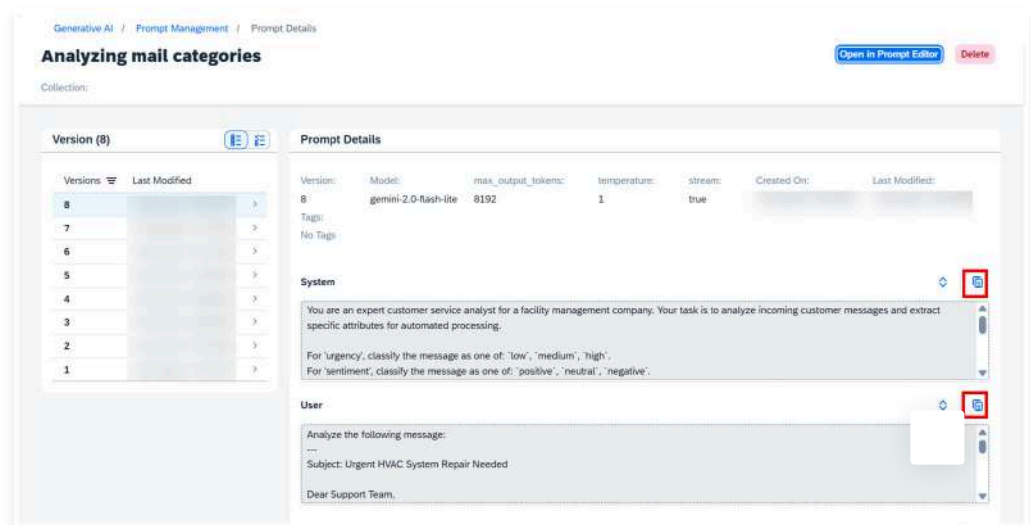 Generative AI / Prompt Management / Prompt Details
Analyzing mail categories
Open in Prompt Editor
Delete
Collection:
Version (8)
Versions
Last Modified
8
7
6
5
4
3
2
1
Prompt Details
Version: Model: max_output_tokens: temperature: stream: Created On: Last Modified:
8 gemini-2.0-flash-lite 8192 1 true
Tags:
No Tags
System
You are an expert customer service analyst for a facility management company. Your task is to analyze incoming customer messages and extract
specific attributes for automated processing.
For 'urgency', classify the message as one of: `low`, `medium`, `high`.
For 'sentiment', classify the message as one of: `positive`, `neutral`, `negative`.
User
Analyze the following message:
---
Subject: Urgent HVAC System Repair Needed
Dear Support Team,